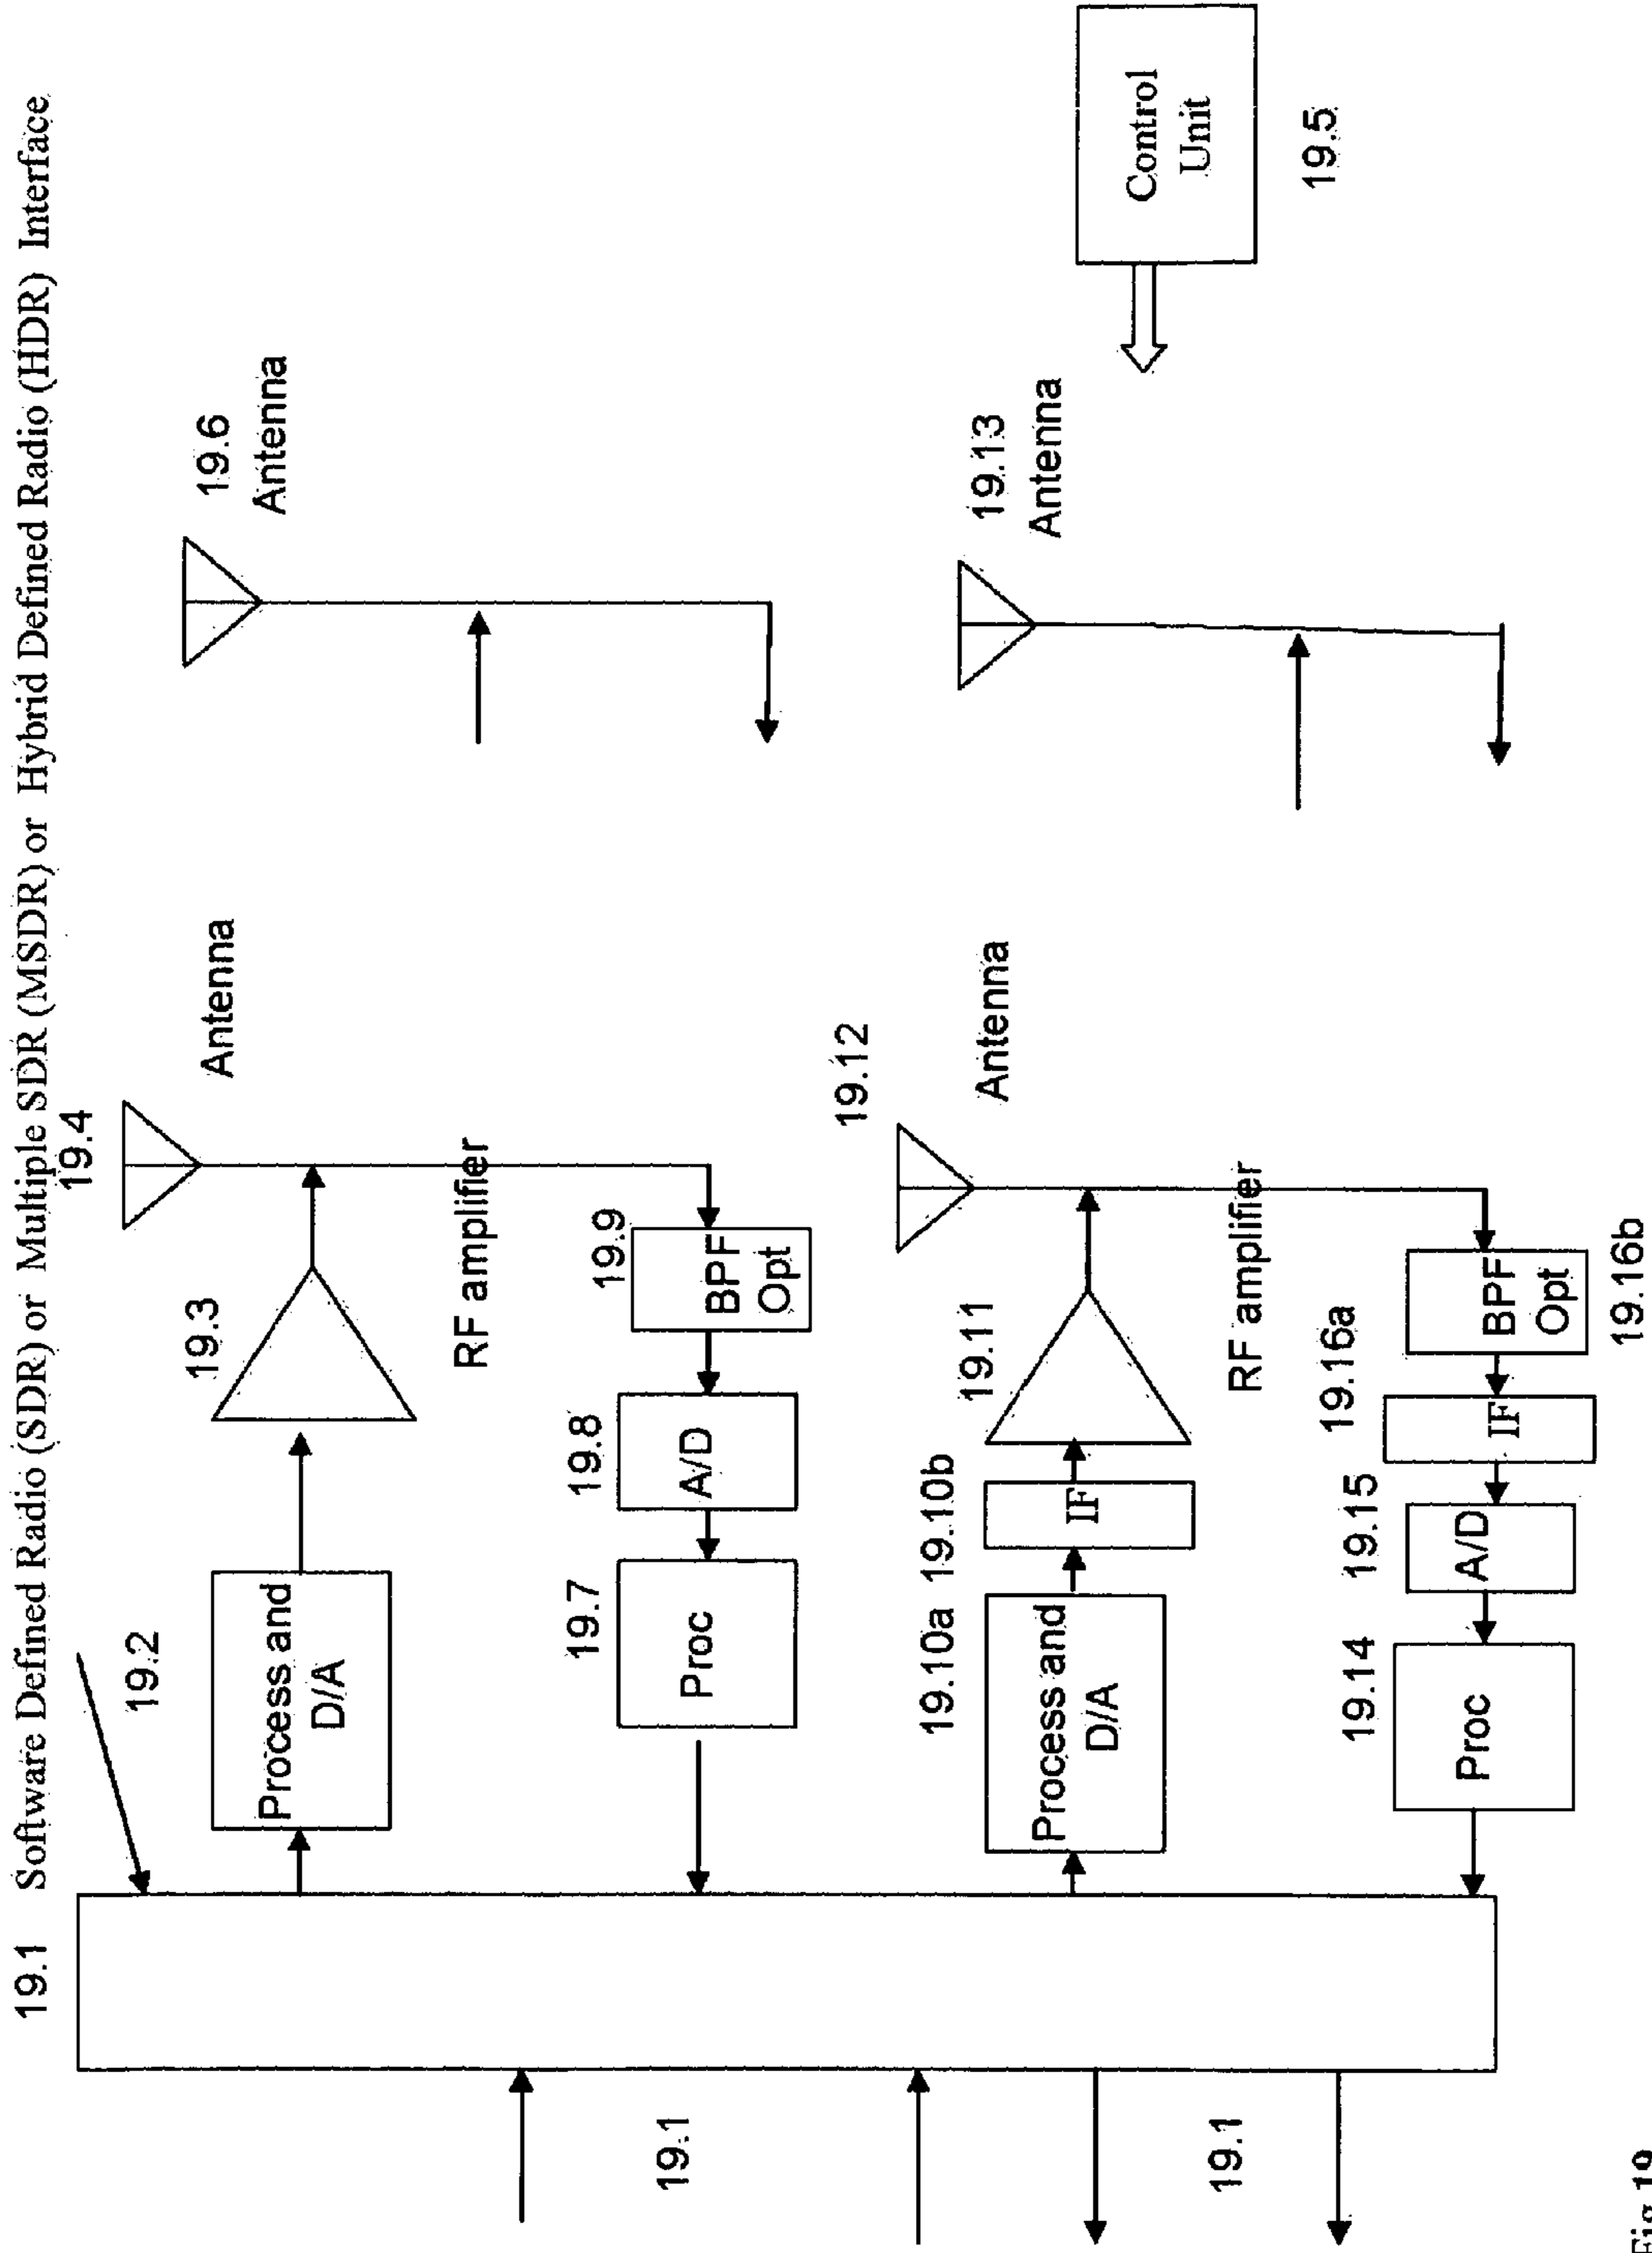 19.1 Software Defined Radio (SDR) or Multiple SDR (MSDR) or Hybrid Defined Radio (HDR) Interface
19.4
Antenna
19.6
Antenna
19.2
19.3
Process and
D/A
RF amplifier
19.7
19.8
19.9
Proc
A/D
BPF
Opt
19.1
19.12
Antenna
19.13
Antenna
19.10a
19.10b
19.11
Process and
D/A
IF
RF amplifier
Control
Unit
19.5
19.1
19.14
19.15
19.16a
Proc
A/D
IF
BPF
Opt
19.16b
Fig 19